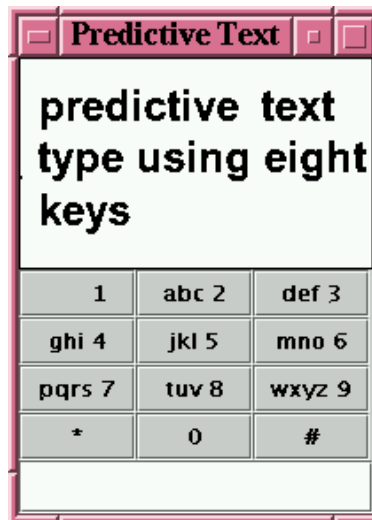 Predictive Text
predictive text
type using eight
keys
1 abc 2 def 3
ghi 4 jkl 5 mno 6
pqrs 7 tuv 8 wxyz 9
* 0 #